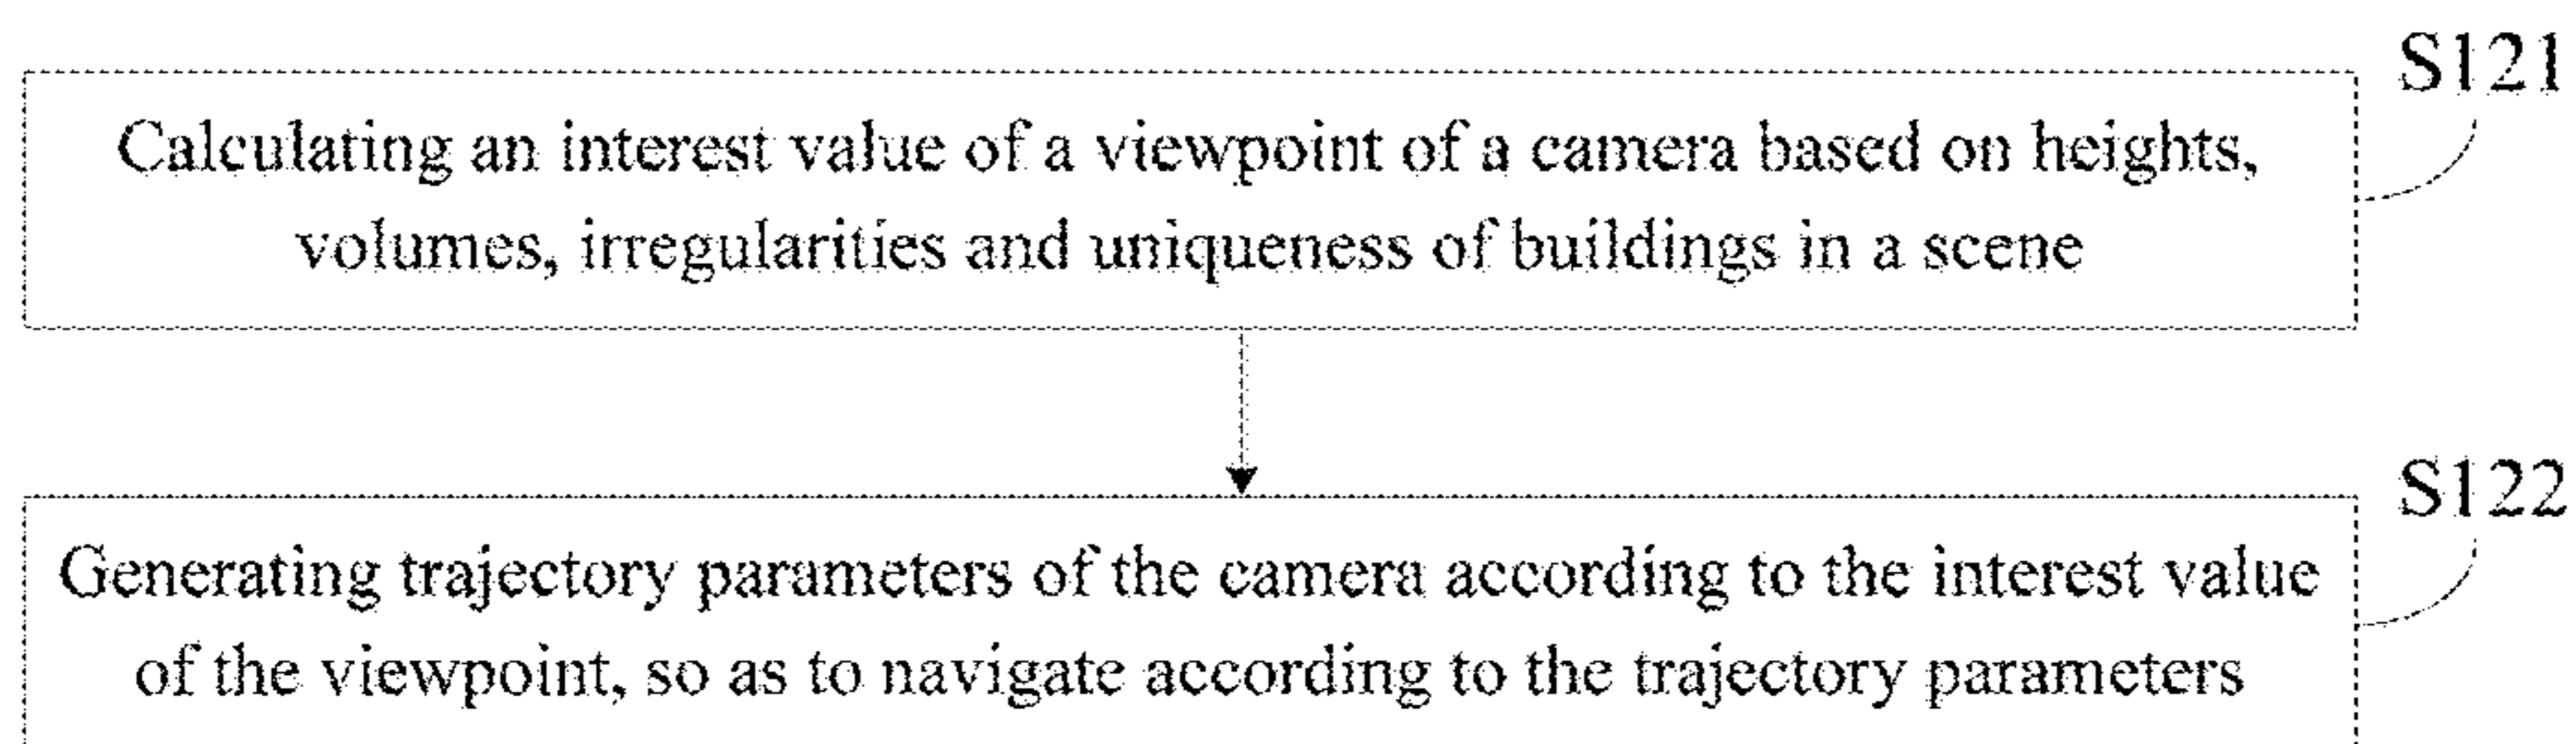 S121
Calculating an interest value of a viewpoint of a camera based on heights,
volumes, irregularities and uniqueness of buildings in a scene
S122
Generating trajectory parameters of the camera according to the interest value
of the viewpoint, so as to navigate according to the trajectory parameters